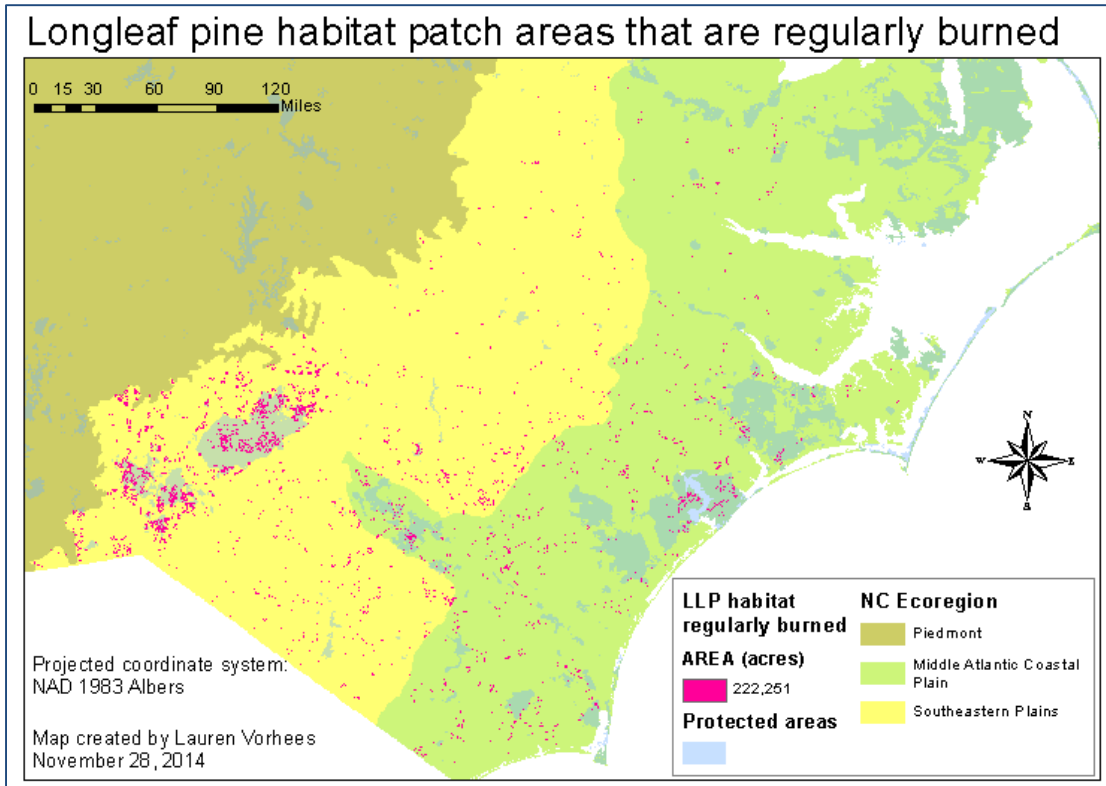 Longleaf pine habitat patch areas that are regularly burned
0 15 30 60 90 120
Miles
N
W E
S
LLP habitat
regularly burned
AREA (acres)
222,251
Protected areas
NC Ecoregion
Piedmont
Middle Atlantic Coastal
Plain
Southeastern Plains
Projected coordinate system:
NAD 1983 Albers
Map created by Lauren Vorhees
November 28, 2014